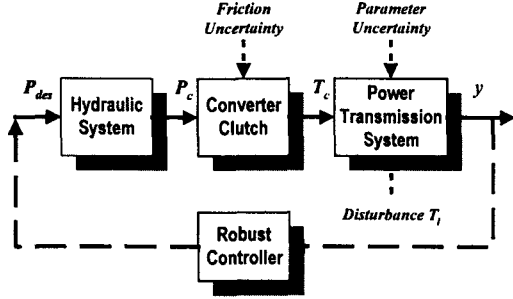 Friction
Uncertainty
Parameter
Uncertainty
P_des
Hydraulic
System
P_c
Converter
Clutch
T_c
Power
Transmission
System
y
Disturbance T_l
Robust
Controller